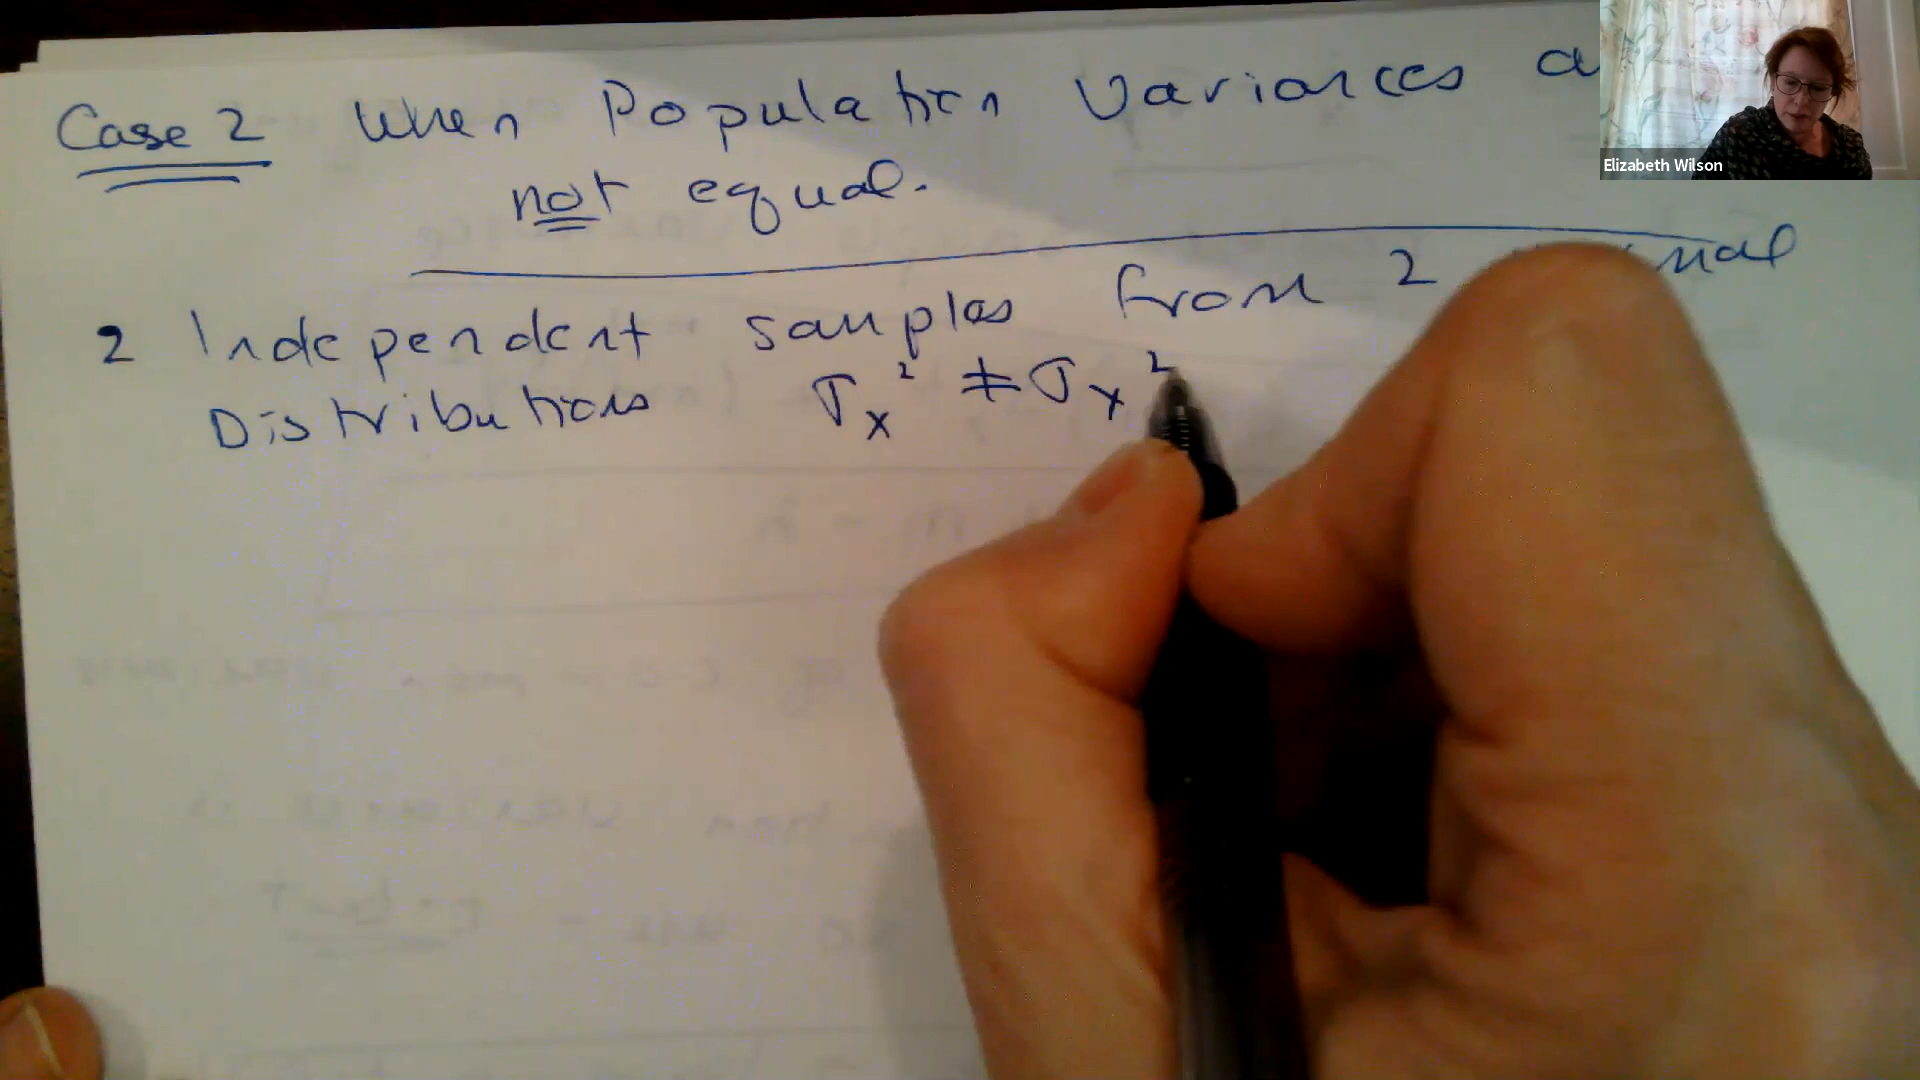 Case 2 When Population Variances a
not equal.
2 Independent samples from 2
Distributions σx² ≠ σY²
Elizabeth Wilson